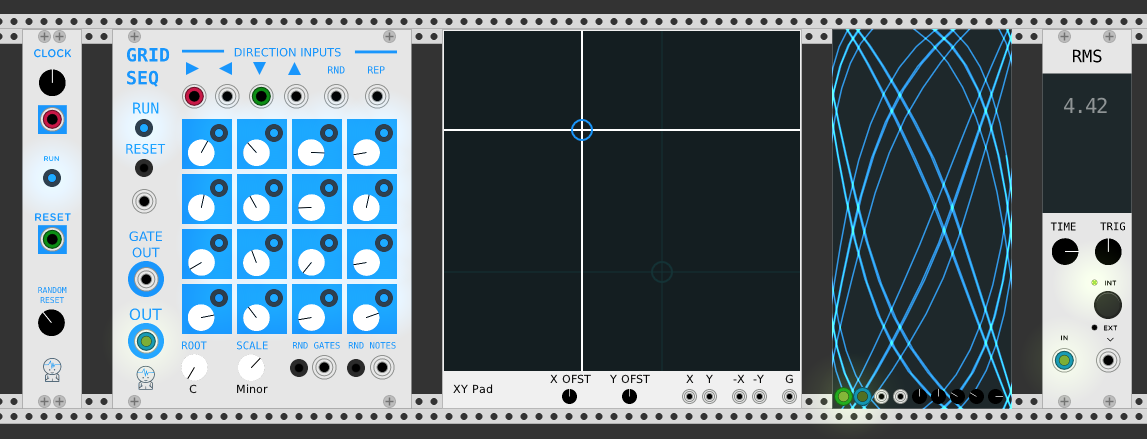 CLOCK
RUN
RESET
RANDOM
RESET
GRID
SEQ
DIRECTION INPUTS
RND
REP
RUN
RESET
GATE
OUT
OUT
ROOT
SCALE
RND GATES
RND NOTES
C
Minor
XY Pad
X OFST
Y OFST
X
Y
-X
-Y
G
RMS
4.42
TIME
TRIG
INT
EXT
IN